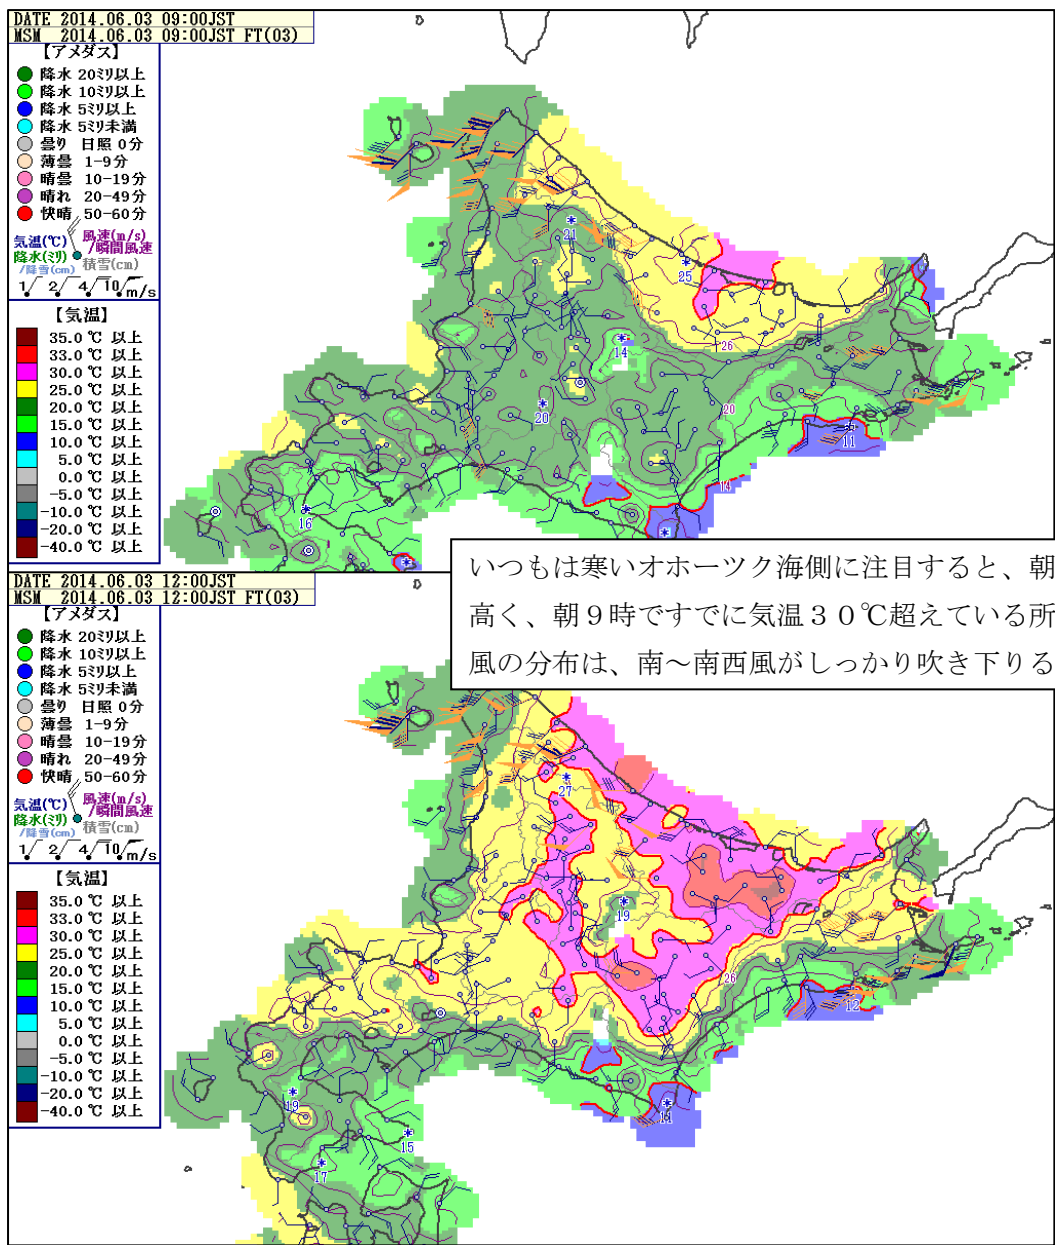 DATE 2014.06.03 09:00JST
MSM 2014.06.03 09:00JST FT(03)
【アメダス】
降水 20ミリ以上
降水 10ミリ以上
降水 5ミリ以上
降水 5ミリ未満
曇り 日照 0分
薄曇 1-9分
晴曇 10-19分
晴れ 20-49分
快晴 50-60分
気温(℃) 風速(m/s)
/瞬間風速
降水(ミリ)
/降雪(cm) 積雪(cm)
1 2 4 10 m/s
【気温】
35.0 ℃ 以上
33.0 ℃ 以上
30.0 ℃ 以上
25.0 ℃ 以上
20.0 ℃ 以上
15.0 ℃ 以上
10.0 ℃ 以上
5.0 ℃ 以上
0.0 ℃ 以上
-5.0 ℃ 以上
-10.0 ℃ 以上
-20.0 ℃ 以上
-40.0 ℃ 以上
21
25
14
26
20
20
11
14
16
いつもは寒いオホーツク海側に注目すると、朝
高く、朝９時ですでに気温３０℃超えている所
風の分布は、南～南西風がしっかり吹き下りる
DATE 2014.06.03 12:00JST
MSM 2014.06.03 12:00JST FT(03)
【アメダス】
降水 20ミリ以上
降水 10ミリ以上
降水 5ミリ以上
降水 5ミリ未満
曇り 日照 0分
薄曇 1-9分
晴曇 10-19分
晴れ 20-49分
快晴 50-60分
気温(℃) 風速(m/s)
/瞬間風速
降水(ミリ)
/降雪(cm) 積雪(cm)
1 2 4 10 m/s
【気温】
35.0 ℃ 以上
33.0 ℃ 以上
30.0 ℃ 以上
25.0 ℃ 以上
20.0 ℃ 以上
15.0 ℃ 以上
10.0 ℃ 以上
5.0 ℃ 以上
0.0 ℃ 以上
-5.0 ℃ 以上
-10.0 ℃ 以上
-20.0 ℃ 以上
-40.0 ℃ 以上
27
19
26
12
19
14
15
17